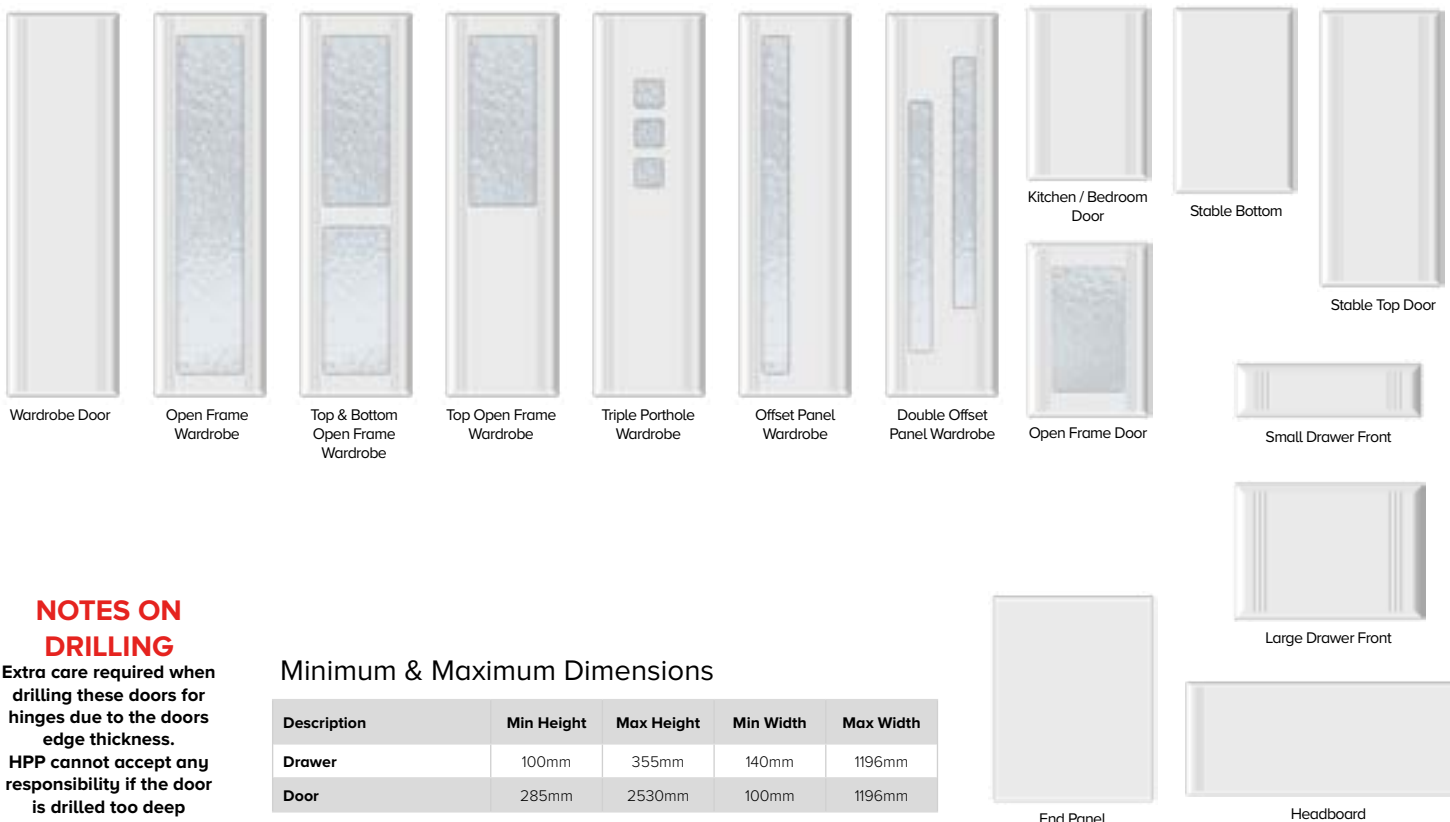 Wardrobe Door
Open Frame
Wardrobe
Top & Bottom
Open Frame
Wardrobe
Top Open Frame
Wardrobe
Triple Porthole
Wardrobe
Offset Panel
Wardrobe
Double Offset
Panel Wardrobe
Kitchen / Bedroom
Door
Stable Bottom
Stable Top Door
Open Frame Door
Small Drawer Front
Large Drawer Front
NOTES ON
DRILLING
Extra care required when
drilling these doors for
hinges due to the doors
edge thickness.
HPP cannot accept any
responsibility if the door
is drilled too deep
Minimum & Maximum Dimensions
Description Min Height Max Height Min Width Max Width
Drawer 100mm 355mm 140mm 1196mm
Door 285mm 2530mm 100mm 1196mm
End Panel
Headboard